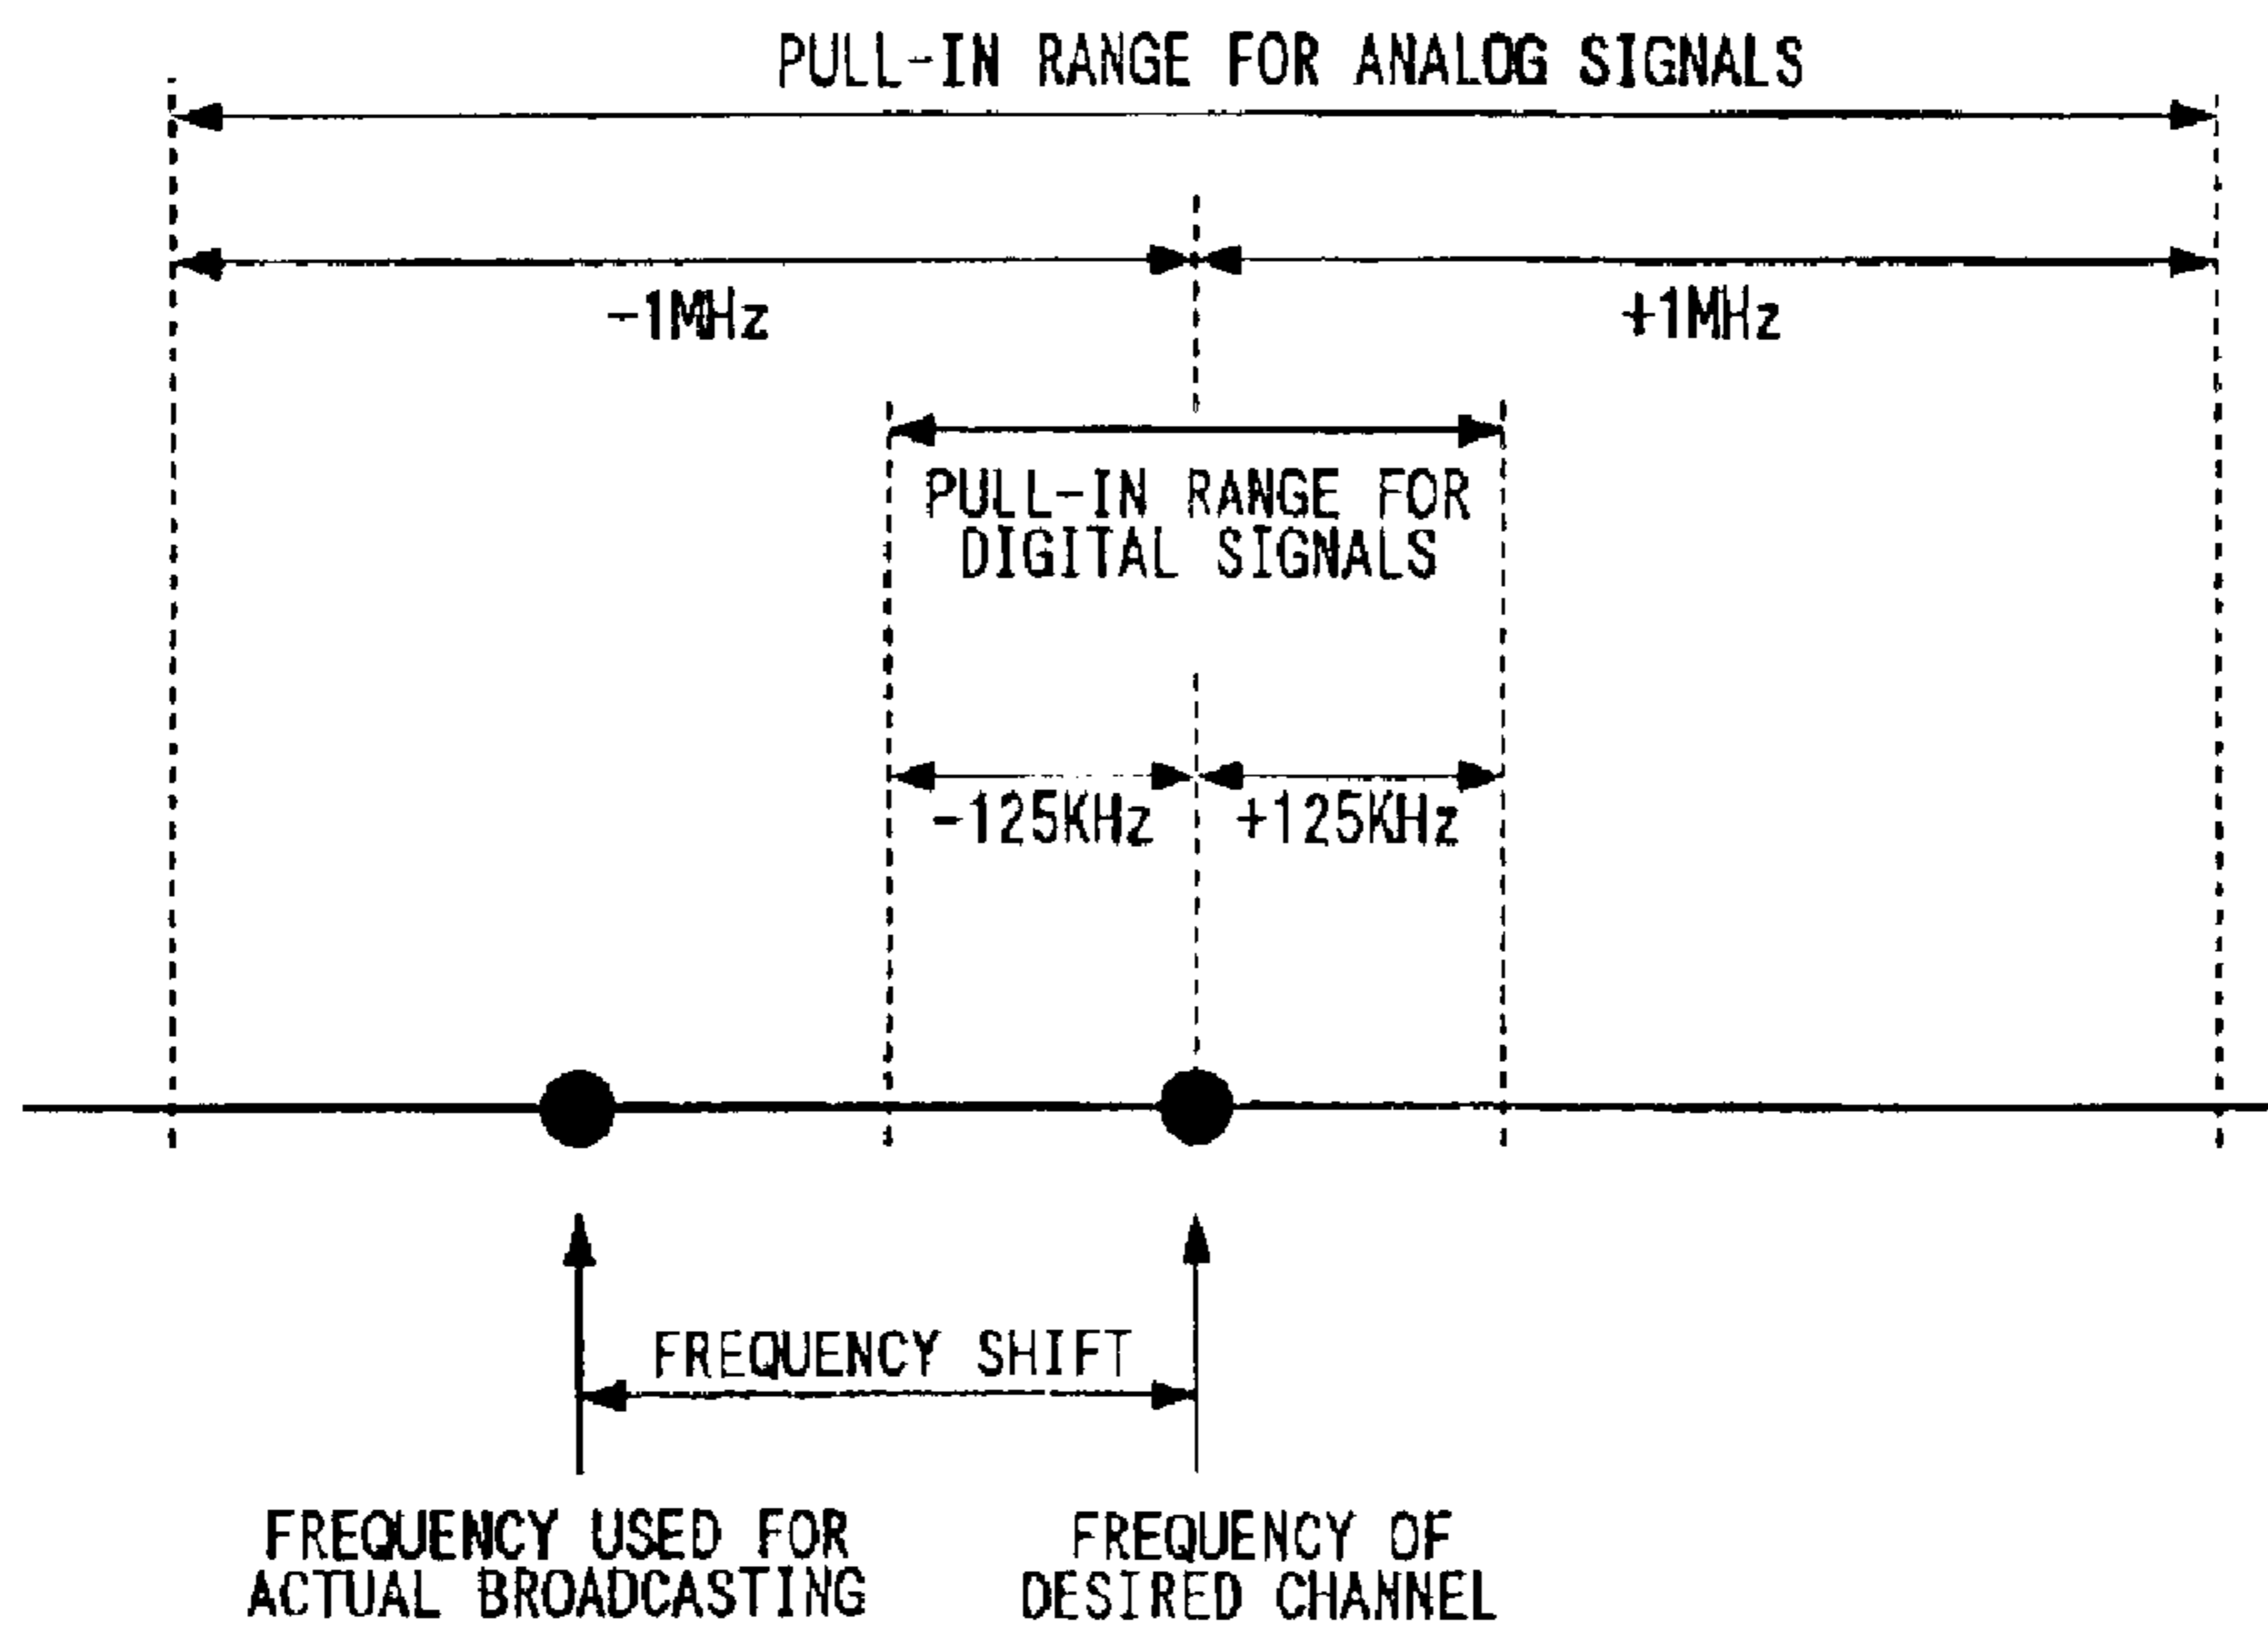 PULL-IN RANGE FOR ANALOG SIGNALS
-1MHz
+1MHz
PULL-IN RANGE FOR
DIGITAL SIGNALS
-125KHz
+125KHz
FREQUENCY SHIFT
FREQUENCY USED FOR
ACTUAL BROADCASTING
FREQUENCY OF
DESIRED CHANNEL